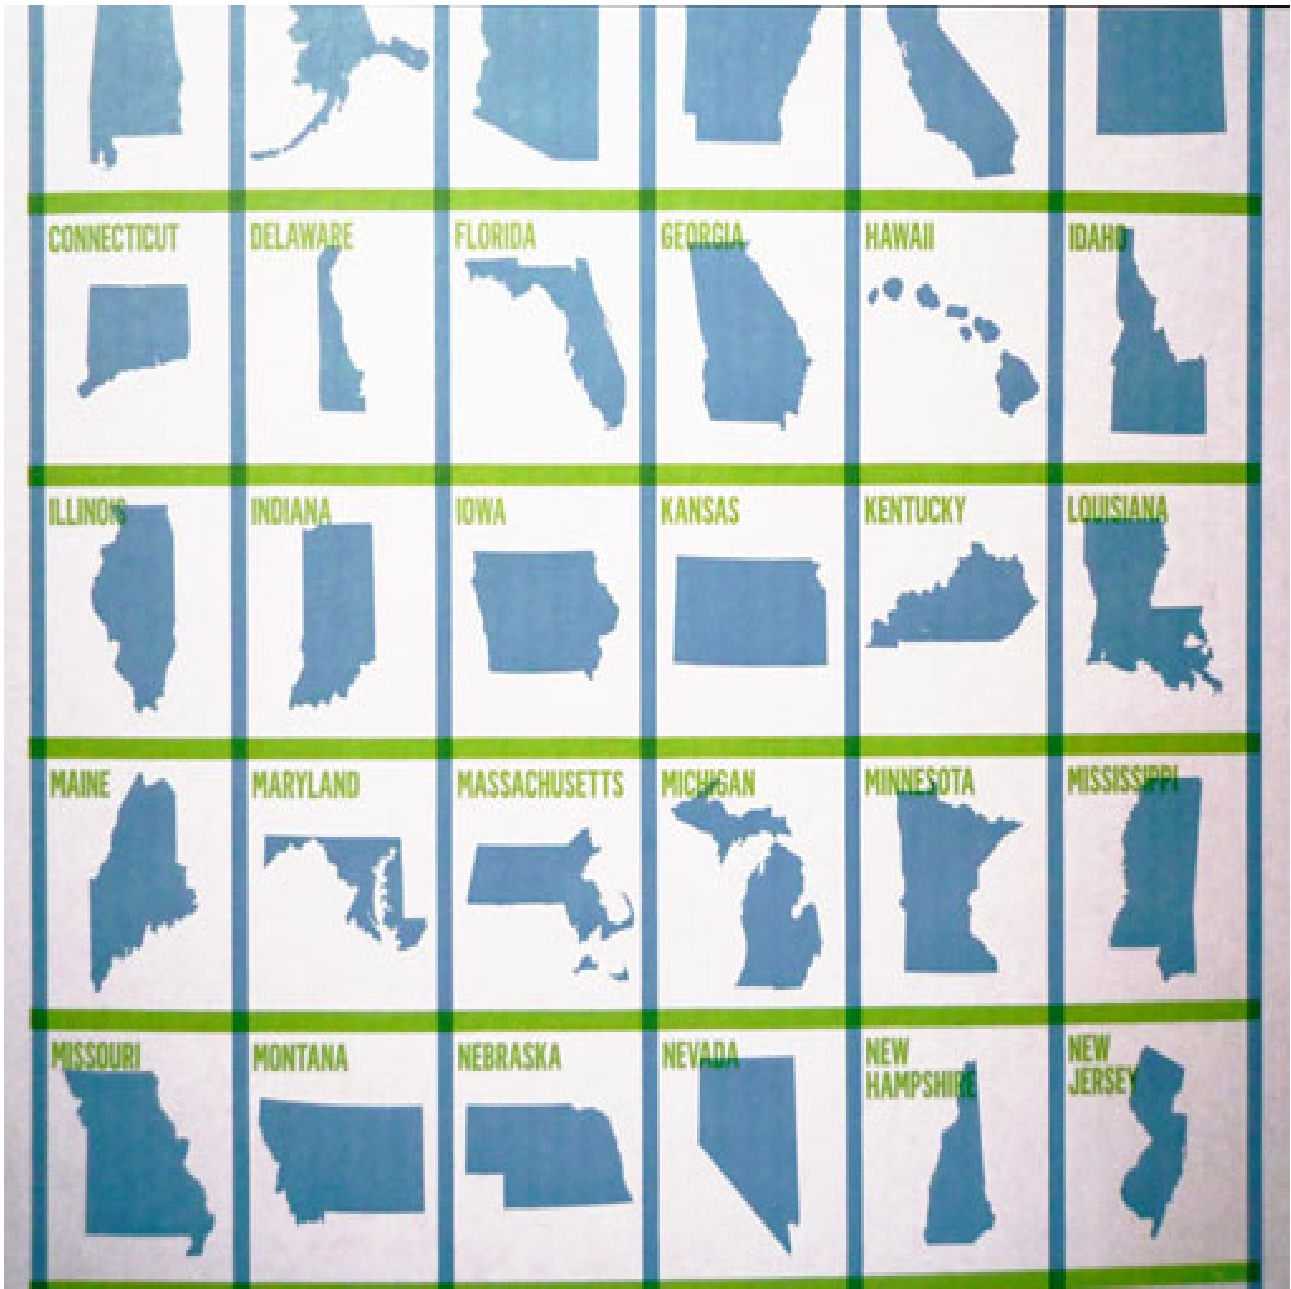 CONNECTICUT
DELAWARE
FLORIDA
GEORGIA
HAWAII
IDAHO
ILLINOIS
INDIANA
IOWA
KANSAS
KENTUCKY
LOUISIANA
MAINE
MARYLAND
MASSACHUSETTS
MICHIGAN
MINNESOTA
MISSISSIPPI
MISSOURI
MONTANA
NEBRASKA
NEVADA
NEW
HAMPSHIRE
NEW
JERSEY